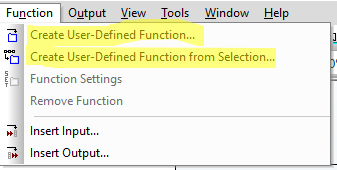 Function Output View Tools Window Help
Create User-Defined Function...
Create User-Defined Function from Selection...
Function Settings
Remove Function
Insert Input...
Insert Output...